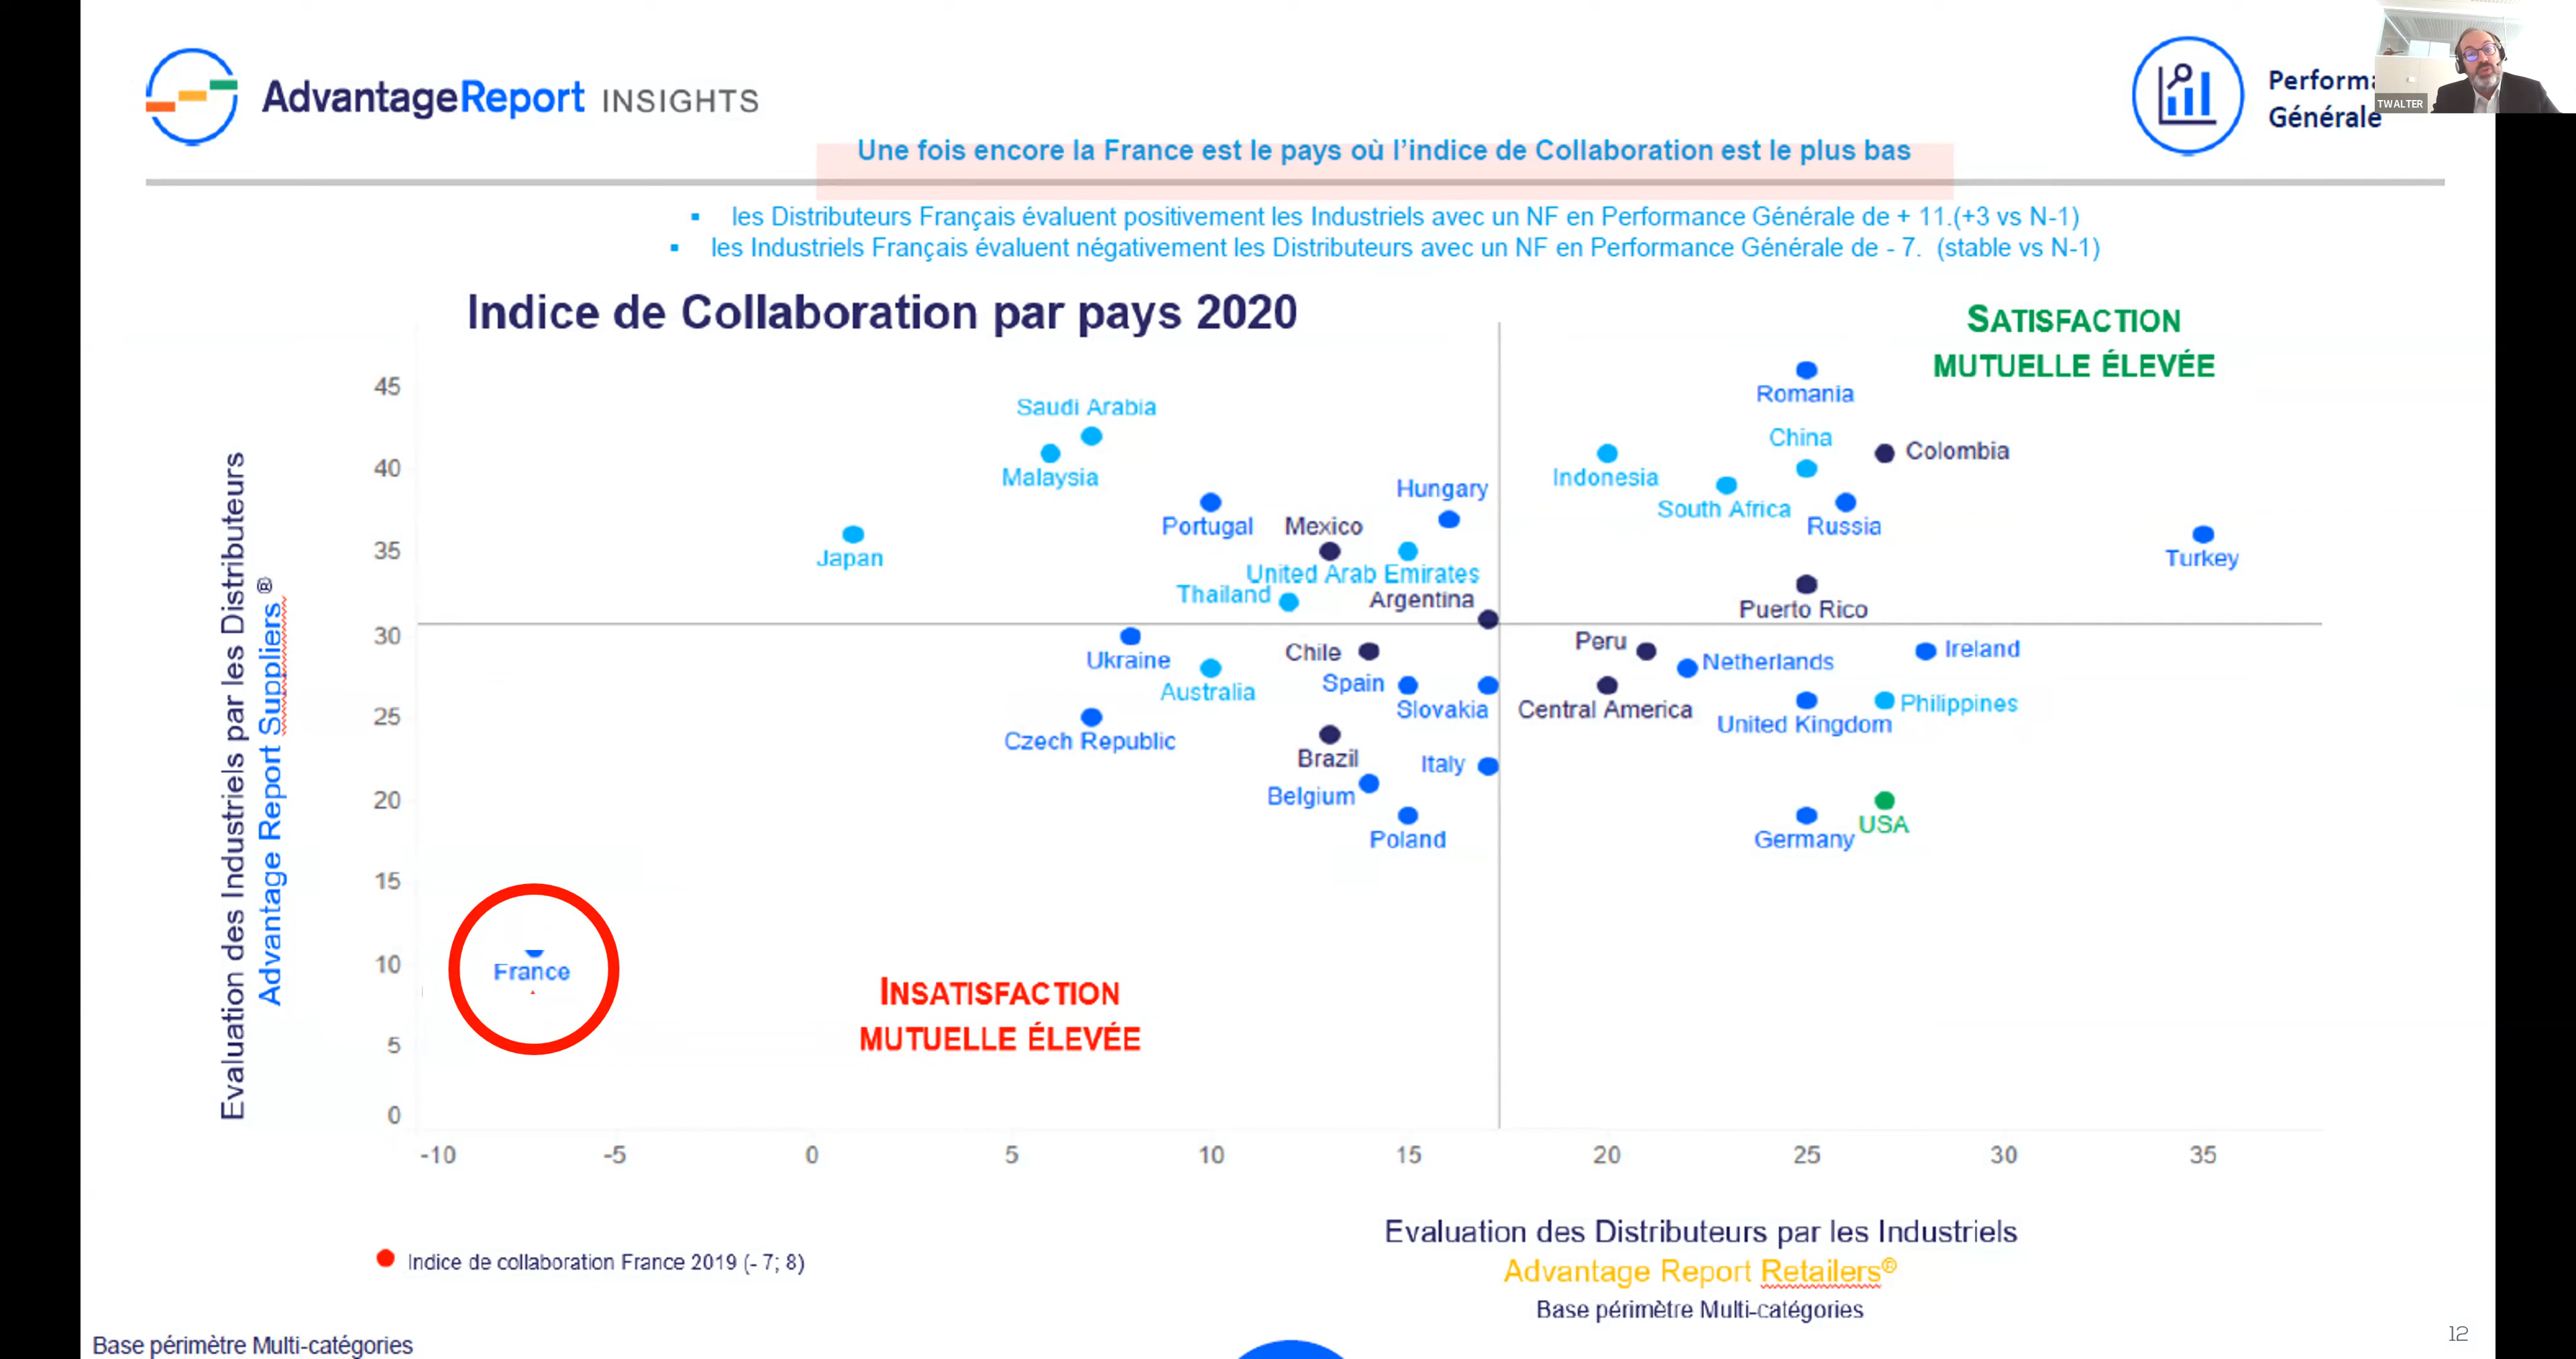 AdvantageReport INSIGHTS
Générale
TWALTER
Une fois encore la France est le pays où l'indice de Collaboration est le plus bas
▪ les Distributeurs Français évaluent positivement les Industriels avec un NF en Performance Générale de + 11.(+3 vs N-1)
▪ les Industriels Français évaluent négativement les Distributeurs avec un NF en Performance Générale de - 7. (stable vs N-1)
Indice de Collaboration par pays 2020
SATISFACTION
MUTUELLE ÉLEVÉE
Evaluation des Industriels par les Distributeurs
Advantage Report Suppliers ®
45
40
35
30
25
20
15
10
5
0
Romania
Saudi Arabia
China
Colombia
Malaysia
Indonesia
Hungary
South Africa
Portugal
Mexico
Russia
Japan
Turkey
United Arab Emirates
Thailand
Argentina
Puerto Rico
Peru
Chile
Ireland
Ukraine
Netherlands
Australia
Spain
Slovakia
Central America
Philippines
United Kingdom
Czech Republic
Brazil
Italy
Belgium
USA
Poland
Germany
France
INSATISFACTION
MUTUELLE ÉLEVÉE
-10 -5 0 5 10 15 20 25 30 35
Evaluation des Distributeurs par les Industriels
Advantage Report Retailers®
Base périmètre Multi-catégories
Indice de collaboration France 2019 (- 7; 8)
Base périmètre Multi-catégories
12